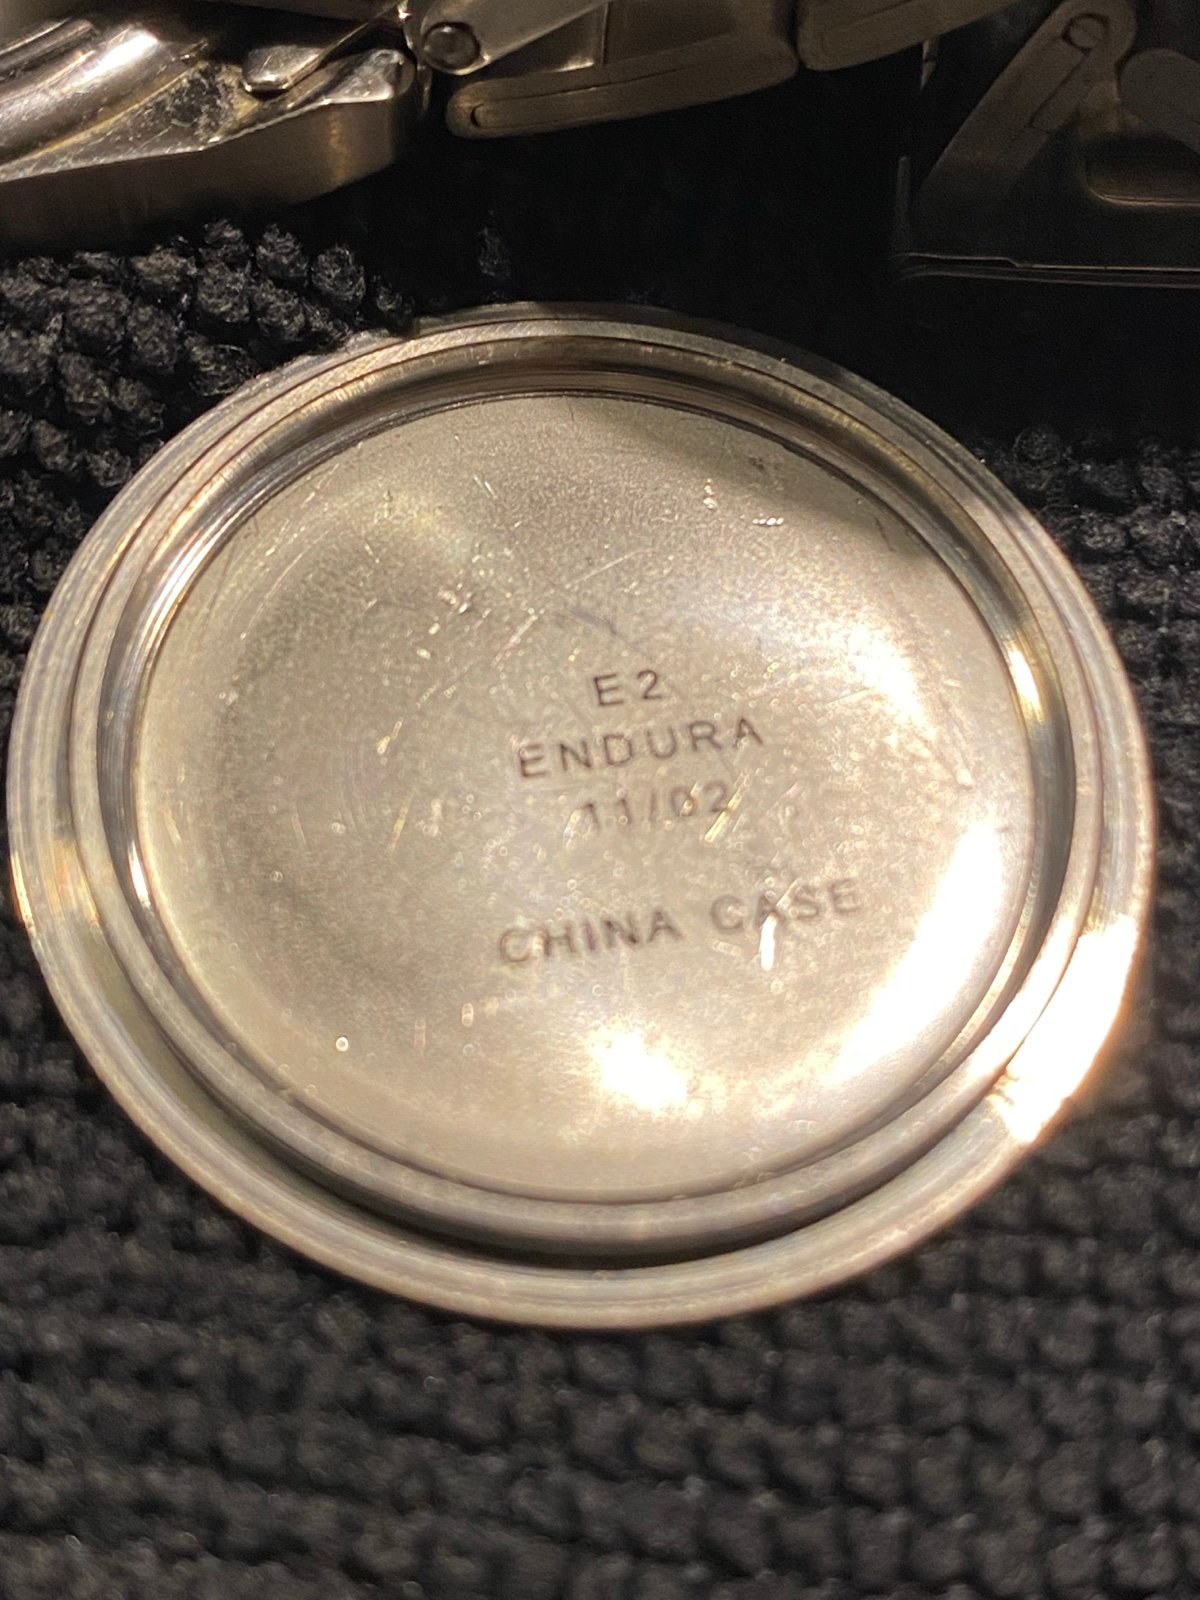 E2
ENDURA
11/02
CHINA CASE